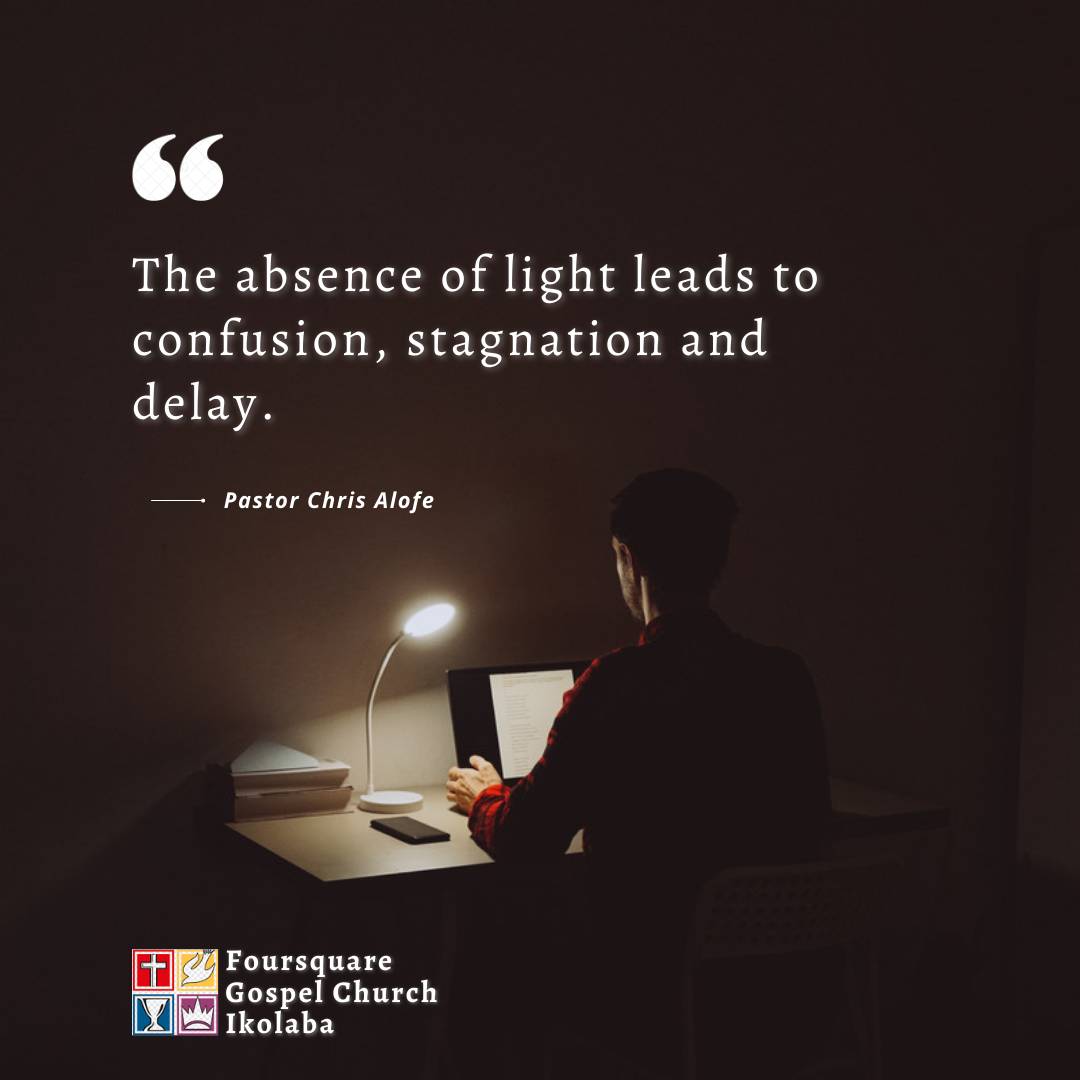 “
The absence of light leads to
confusion, stagnation and
delay.
Pastor Chris Alofe
Foursquare
Gospel Church
Ikolaba